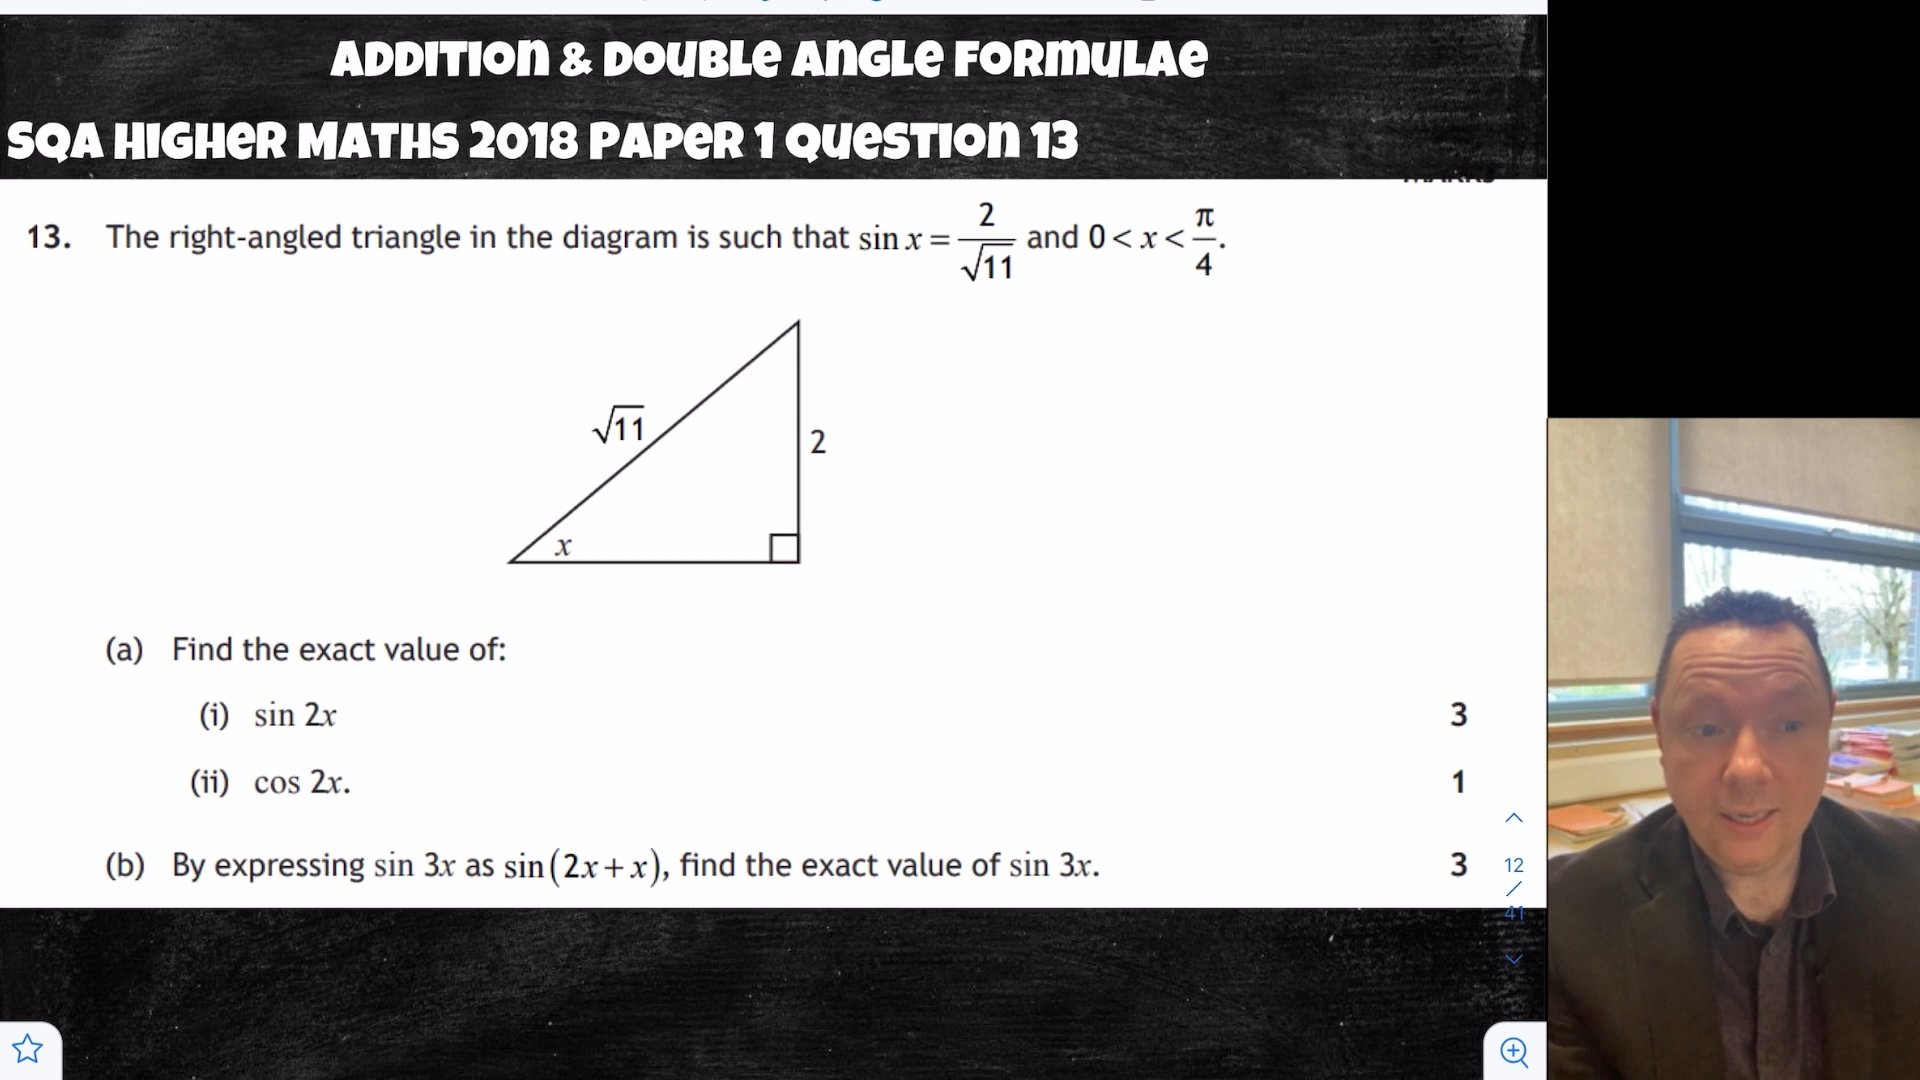 ADDITION & DOUBLE ANGLE FORMULAE
SQA HIGHER MATHS 2018 PAPER 1 QUESTION 13
13. The right-angled triangle in the diagram is such that sin x = 2/√11 and 0 < x < π/4.
√11
2
x
(a) Find the exact value of:
(i) sin 2x 3
(ii) cos 2x. 1
(b) By expressing sin 3x as sin(2x + x), find the exact value of sin 3x. 3
12
/
41